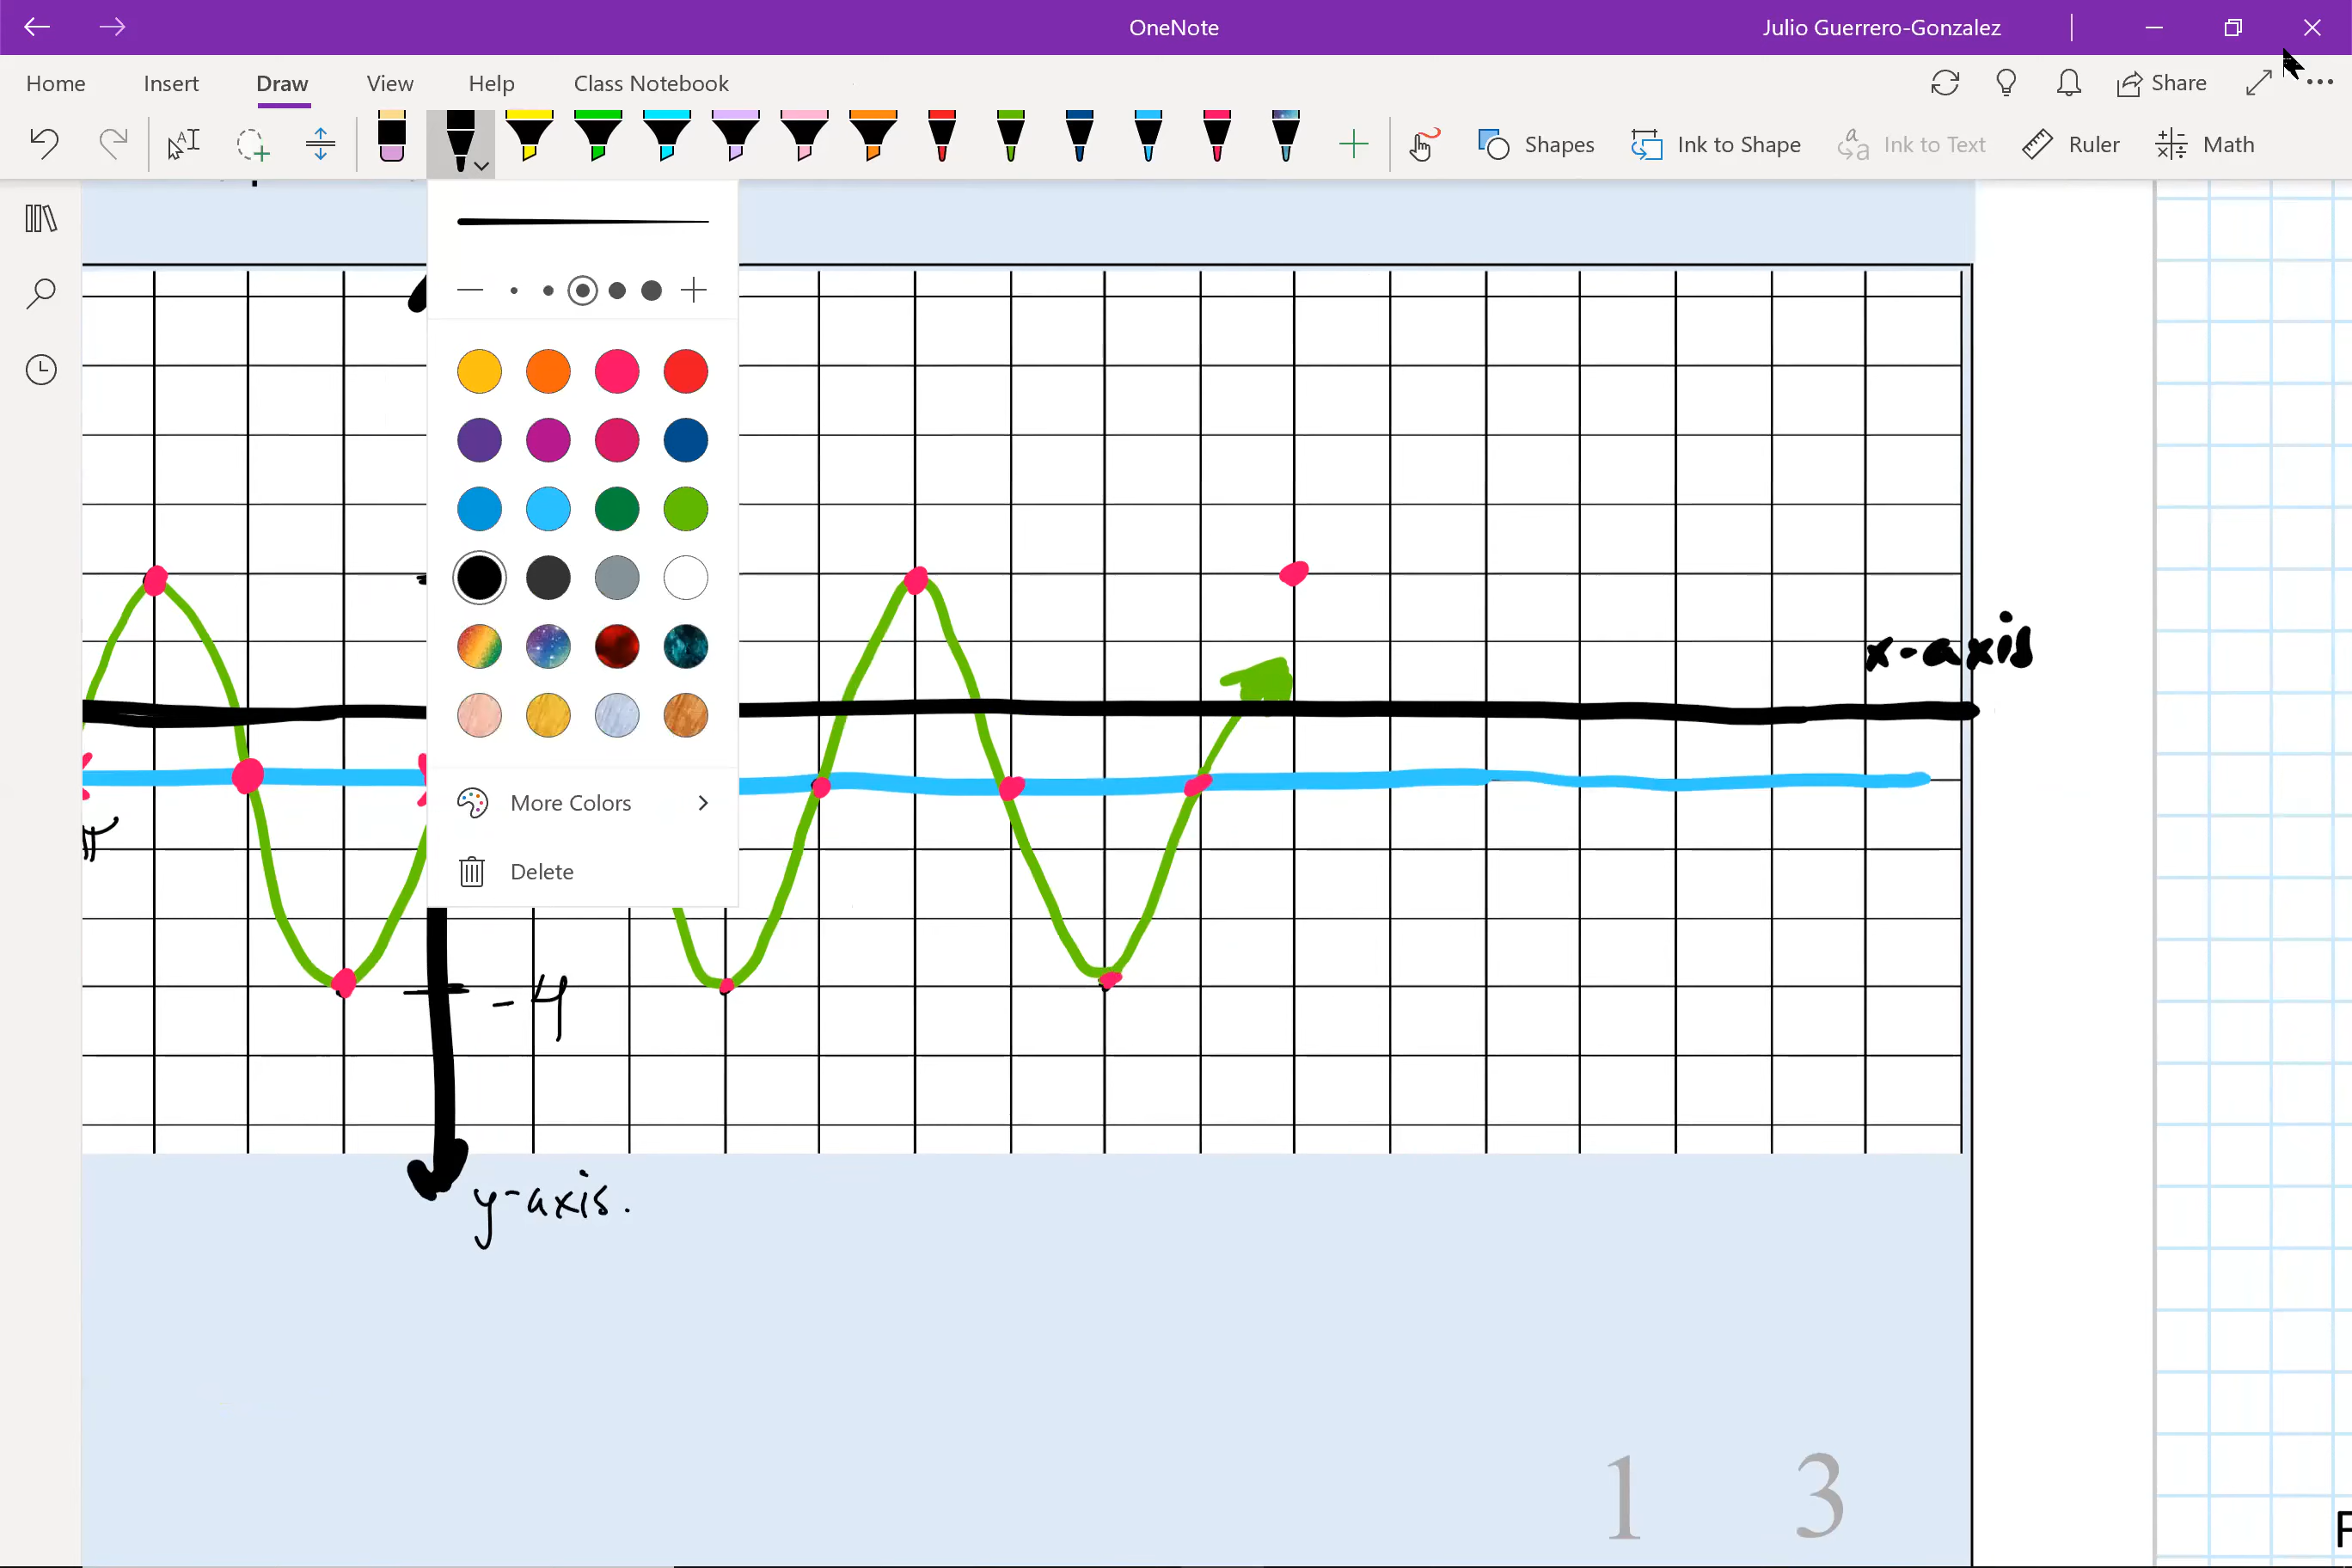 OneNote
Julio Guerrero-Gonzalez
Home Insert Draw View Help Class Notebook
Share
Shapes Ink to Shape Ink to Text Ruler Math
x-axis
More Colors
π
Delete
-4
y-axis.
1 3
F